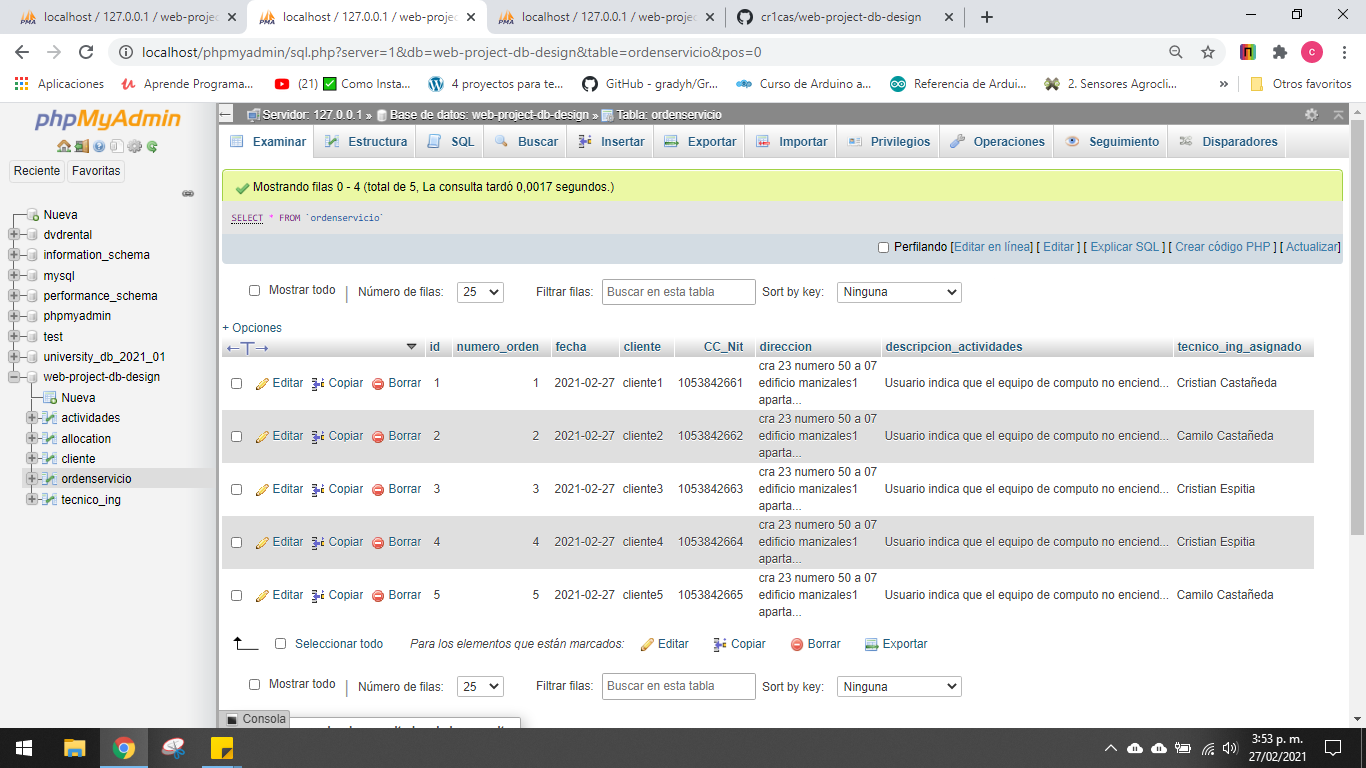 localhost / 127.0.0.1 / web-projec
localhost / 127.0.0.1 / web-projec
localhost / 127.0.0.1 / web-projec
cr1cas/web-project-db-design
localhost/phpmyadmin/sql.php?server=1&db=web-project-db-design&table=ordenservicio&pos=0
c
Aplicaciones
Aprende Programa...
(21) ✅ Como Insta...
4 proyectos para te...
GitHub - gradyh/Gr...
Curso de Arduino a...
Referencia de Ardui...
2. Sensores Agrocli...
»
Otros favoritos
phpMyAdmin
Reciente
Favoritas
Nueva
dvdrental
information_schema
mysql
performance_schema
phpmyadmin
test
university_db_2021_01
web-project-db-design
Nueva
actividades
allocation
cliente
ordenservicio
tecnico_ing
Servidor: 127.0.0.1 » Base de datos: web-project-db-design » Tabla: ordenservicio
Examinar Estructura SQL Buscar Insertar Exportar Importar Privilegios Operaciones Seguimiento Disparadores
Mostrando filas 0 - 4 (total de 5, La consulta tardó 0,0017 segundos.)
SELECT * FROM `ordenservicio`
Perfilando [Editar en línea] [ Editar ] [ Explicar SQL ] [ Crear código PHP ] [ Actualizar]
Mostrar todo | Número de filas: 25 Filtrar filas: Buscar en esta tabla Sort by key: Ninguna
+ Opciones
←T→ id numero_orden fecha cliente CC_Nit direccion descripcion_actividades tecnico_ing_asignado
cra 23 numero 50 a 07
Editar Copiar Borrar 1 1 2021-02-27 cliente1 1053842661 edificio manizales1 Usuario indica que el equipo de computo no enciend... Cristian Castañeda
aparta...
cra 23 numero 50 a 07
Editar Copiar Borrar 2 2 2021-02-27 cliente2 1053842662 edificio manizales1 Usuario indica que el equipo de computo no enciend... Camilo Castañeda
aparta...
cra 23 numero 50 a 07
Editar Copiar Borrar 3 3 2021-02-27 cliente3 1053842663 edificio manizales1 Usuario indica que el equipo de computo no enciend... Cristian Espitia
aparta...
cra 23 numero 50 a 07
Editar Copiar Borrar 4 4 2021-02-27 cliente4 1053842664 edificio manizales1 Usuario indica que el equipo de computo no enciend... Cristian Espitia
aparta...
cra 23 numero 50 a 07
Editar Copiar Borrar 5 5 2021-02-27 cliente5 1053842665 edificio manizales1 Usuario indica que el equipo de computo no enciend... Camilo Castañeda
aparta...
Seleccionar todo Para los elementos que están marcados: Editar Copiar Borrar Exportar
Mostrar todo | Número de filas: 25 Filtrar filas: Buscar en esta tabla Sort by key: Ninguna
Consola
3:53 p. m.
27/02/2021